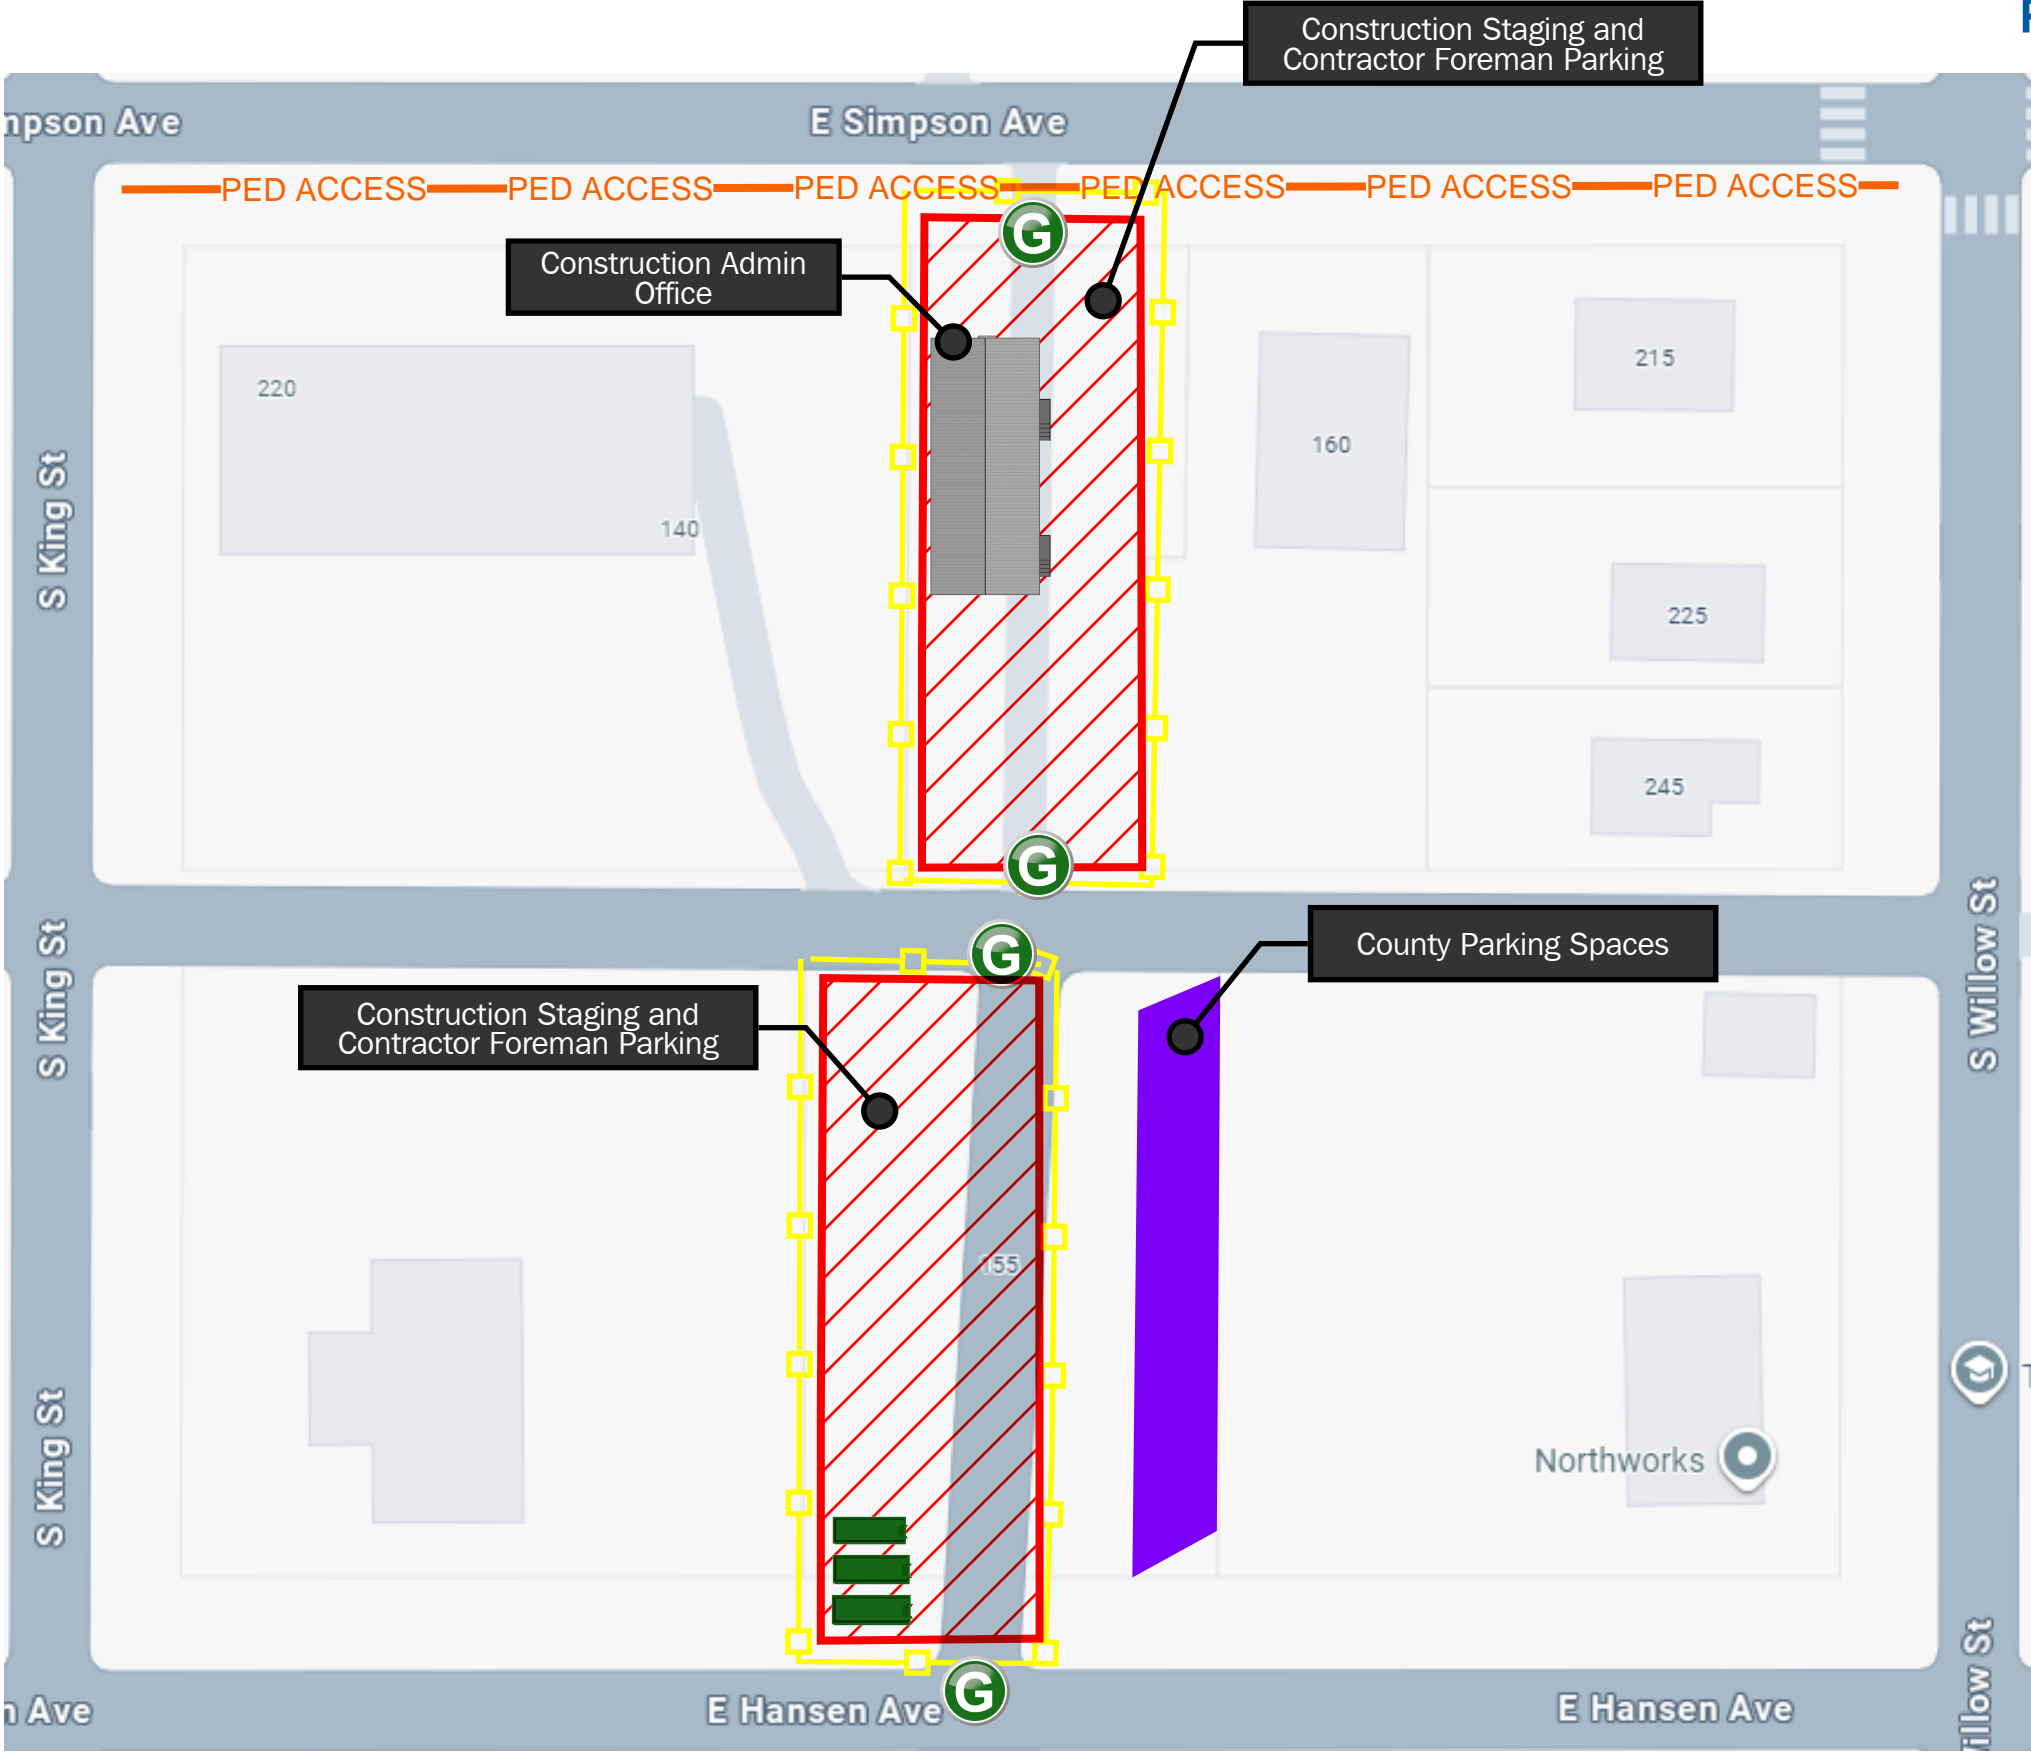 Construction Staging and
Contractor Foreman Parking
mpson Ave
E Simpson Ave
PED ACCESS
PED ACCESS
PED ACCESS
PED ACCESS
PED ACCESS
PED ACCESS
G
Construction Admin
Office
220
140
160
215
225
245
S King St
G
S King St
S Willow St
County Parking Spaces
G
Construction Staging and
Contractor Foreman Parking
155
S King St
T
Northworks
illow St
n Ave
E Hansen Ave
G
E Hansen Ave